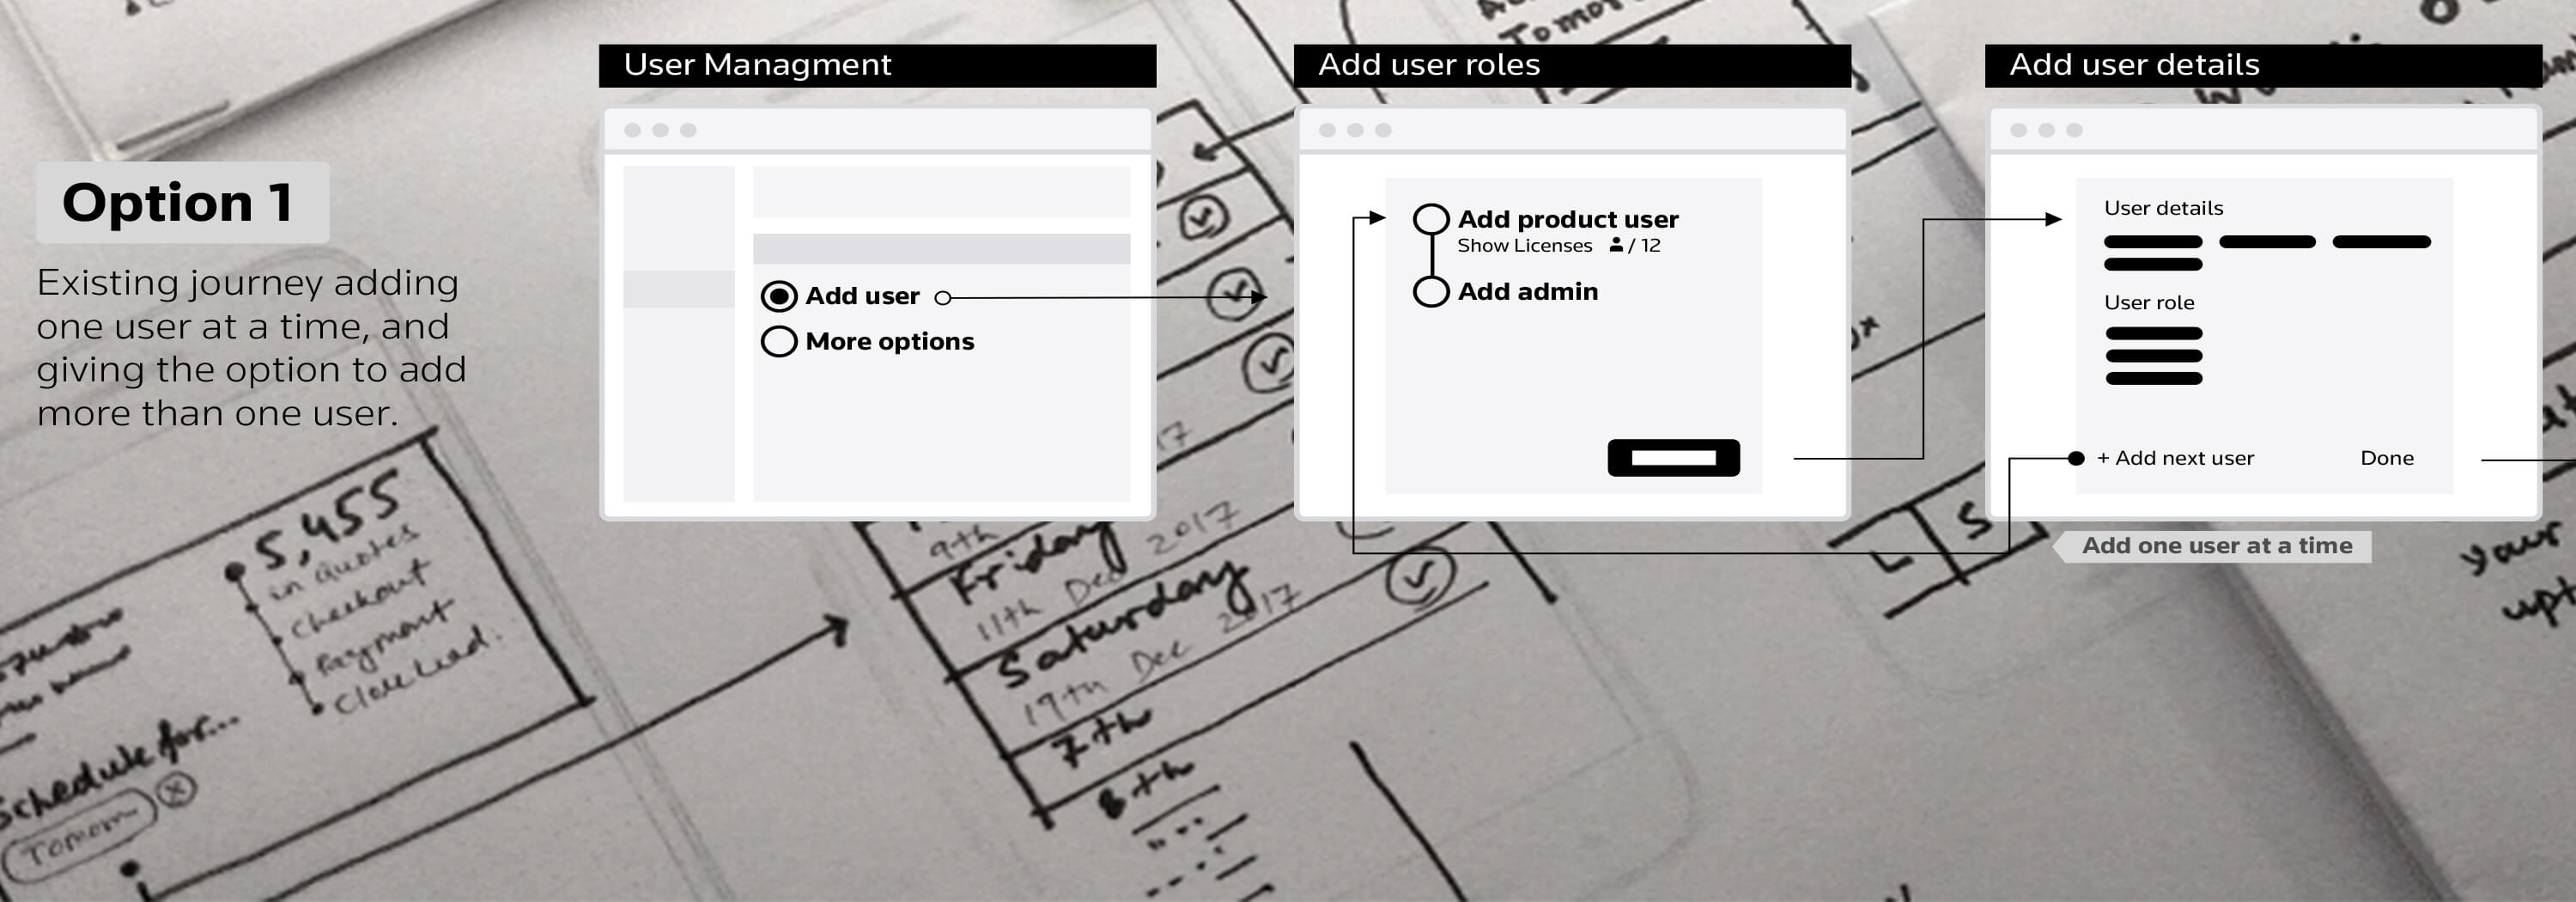 Option 1
Existing journey adding
one user at a time, and
giving the option to add
more than one user.
User Managment
Add user
More options
Add user roles
Add product user
Show Licenses / 12
Add admin
Add user details
User details
User role
+ Add next user
Done
Add one user at a time
5,455
in quotes
Checkout
Payment
Close Lead.
Schedule for...
9th
Friday
11th Dec 2017
Saturday
19th Dec 2017
7th
8th
L S
your